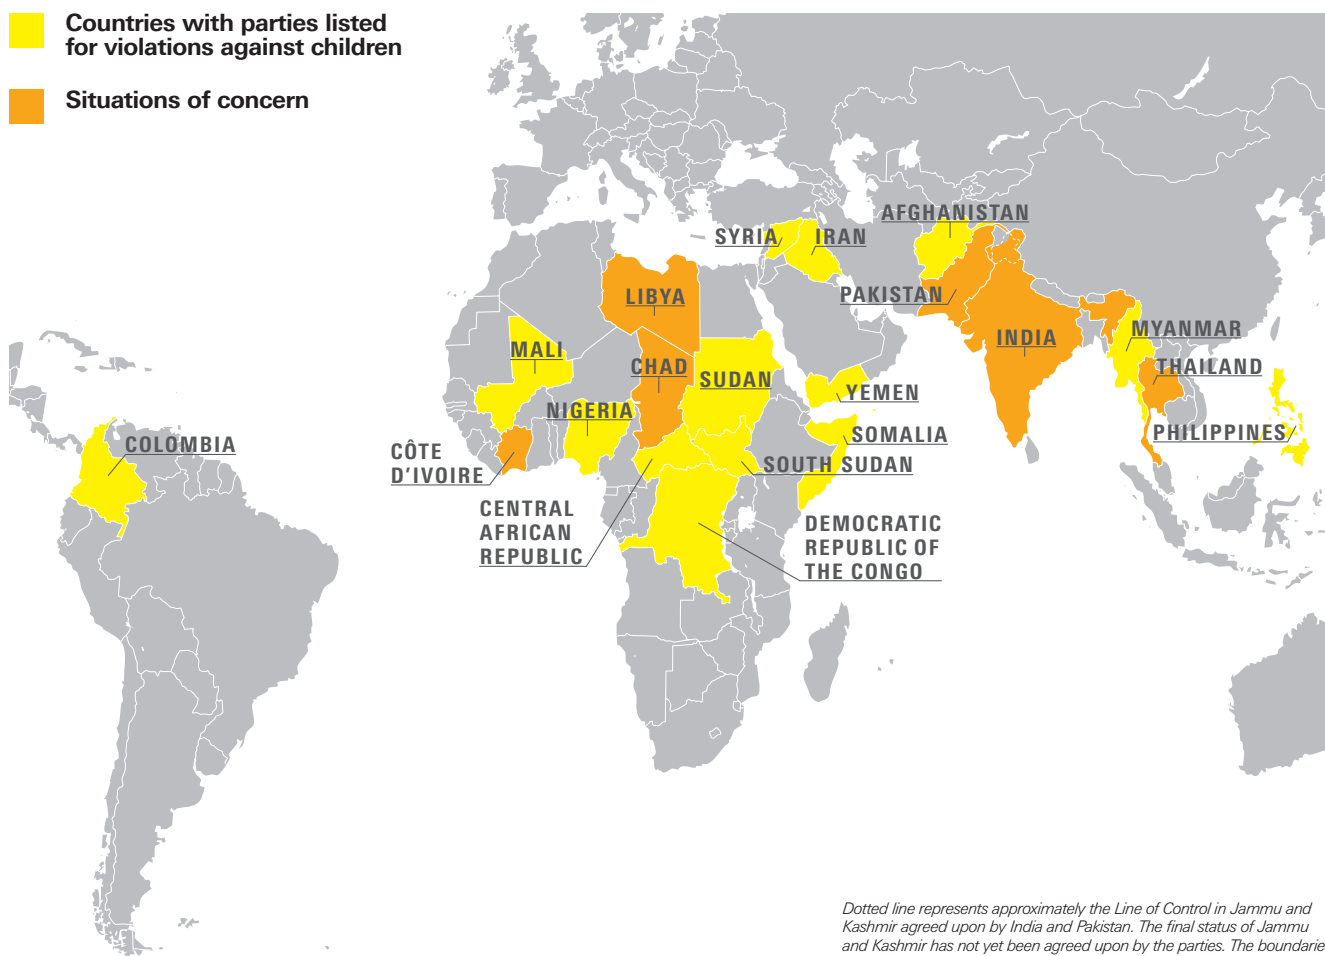 Countries with parties listed
for violations against children
Situations of concern
AFGHANISTAN
SYRIA
IRAN
PAKISTAN
LIBYA
INDIA
MYANMAR
MALI
CHAD
THAILAND
SUDAN
YEMEN
NIGERIA
PHILIPPINES
SOMALIA
COLOMBIA
CÔTE
D'IVOIRE
SOUTH SUDAN
CENTRAL
AFRICAN
REPUBLIC
DEMOCRATIC
REPUBLIC OF
THE CONGO
Dotted line represents approximately the Line of Control in Jammu and
Kashmir agreed upon by India and Pakistan. The final status of Jammu
and Kashmir has not yet been agreed upon by the parties. The boundarie